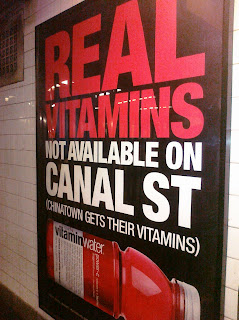 REAL
VITAMINS
NOT AVAILABLE ON
CANAL ST
(CHINATOWN GETS THEIR VITAMINS)
vitaminwater